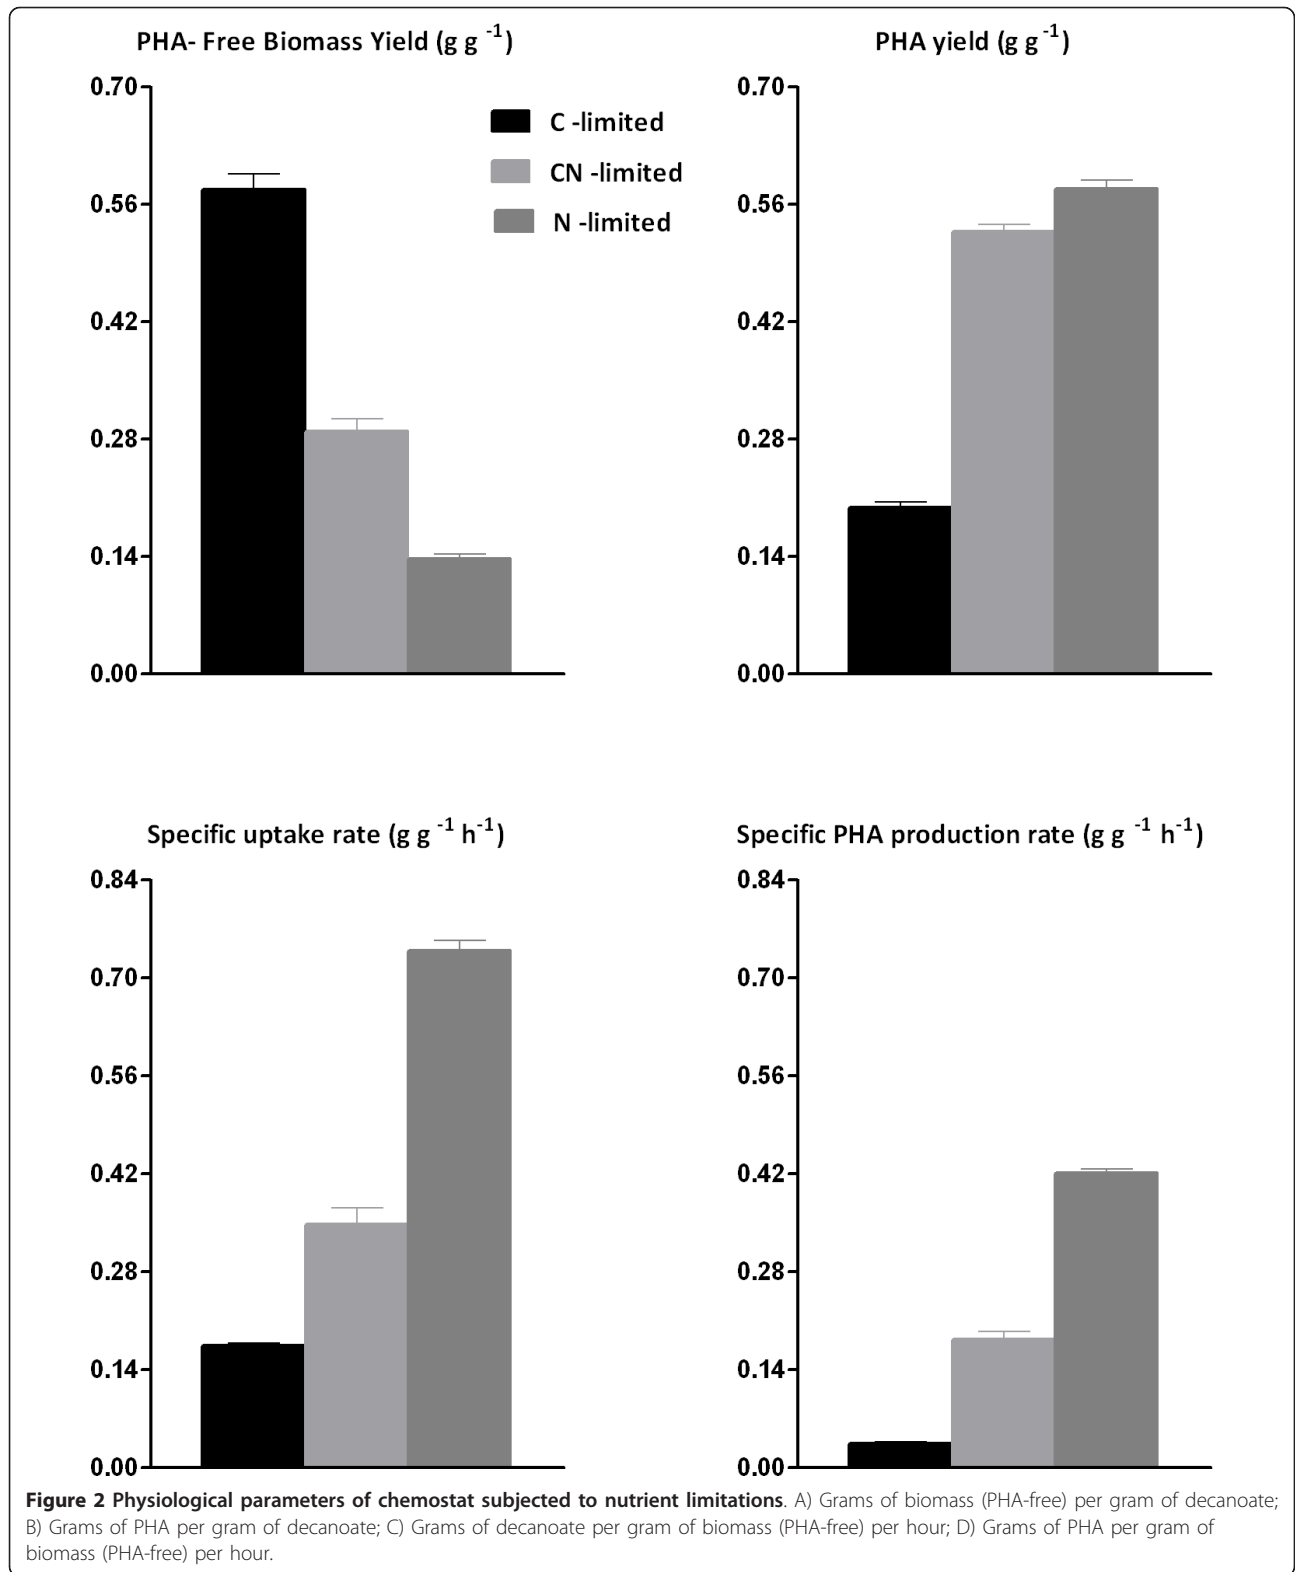 PHA- Free Biomass Yield (g g -1)
PHA yield (g g -1)
0.70
0.56
0.42
0.28
0.14
0.00
C -limited
CN -limited
N -limited
0.70
0.56
0.42
0.28
0.14
0.00
Specific uptake rate (g g -1 h-1)
Specific PHA production rate (g g -1 h-1)
0.84
0.70
0.56
0.42
0.28
0.14
0.00
0.84
0.70
0.56
0.42
0.28
0.14
0.00
Figure 2 Physiological parameters of chemostat subjected to nutrient limitations. A) Grams of biomass (PHA-free) per gram of decanoate;
B) Grams of PHA per gram of decanoate; C) Grams of decanoate per gram of biomass (PHA-free) per hour; D) Grams of PHA per gram of
biomass (PHA-free) per hour.